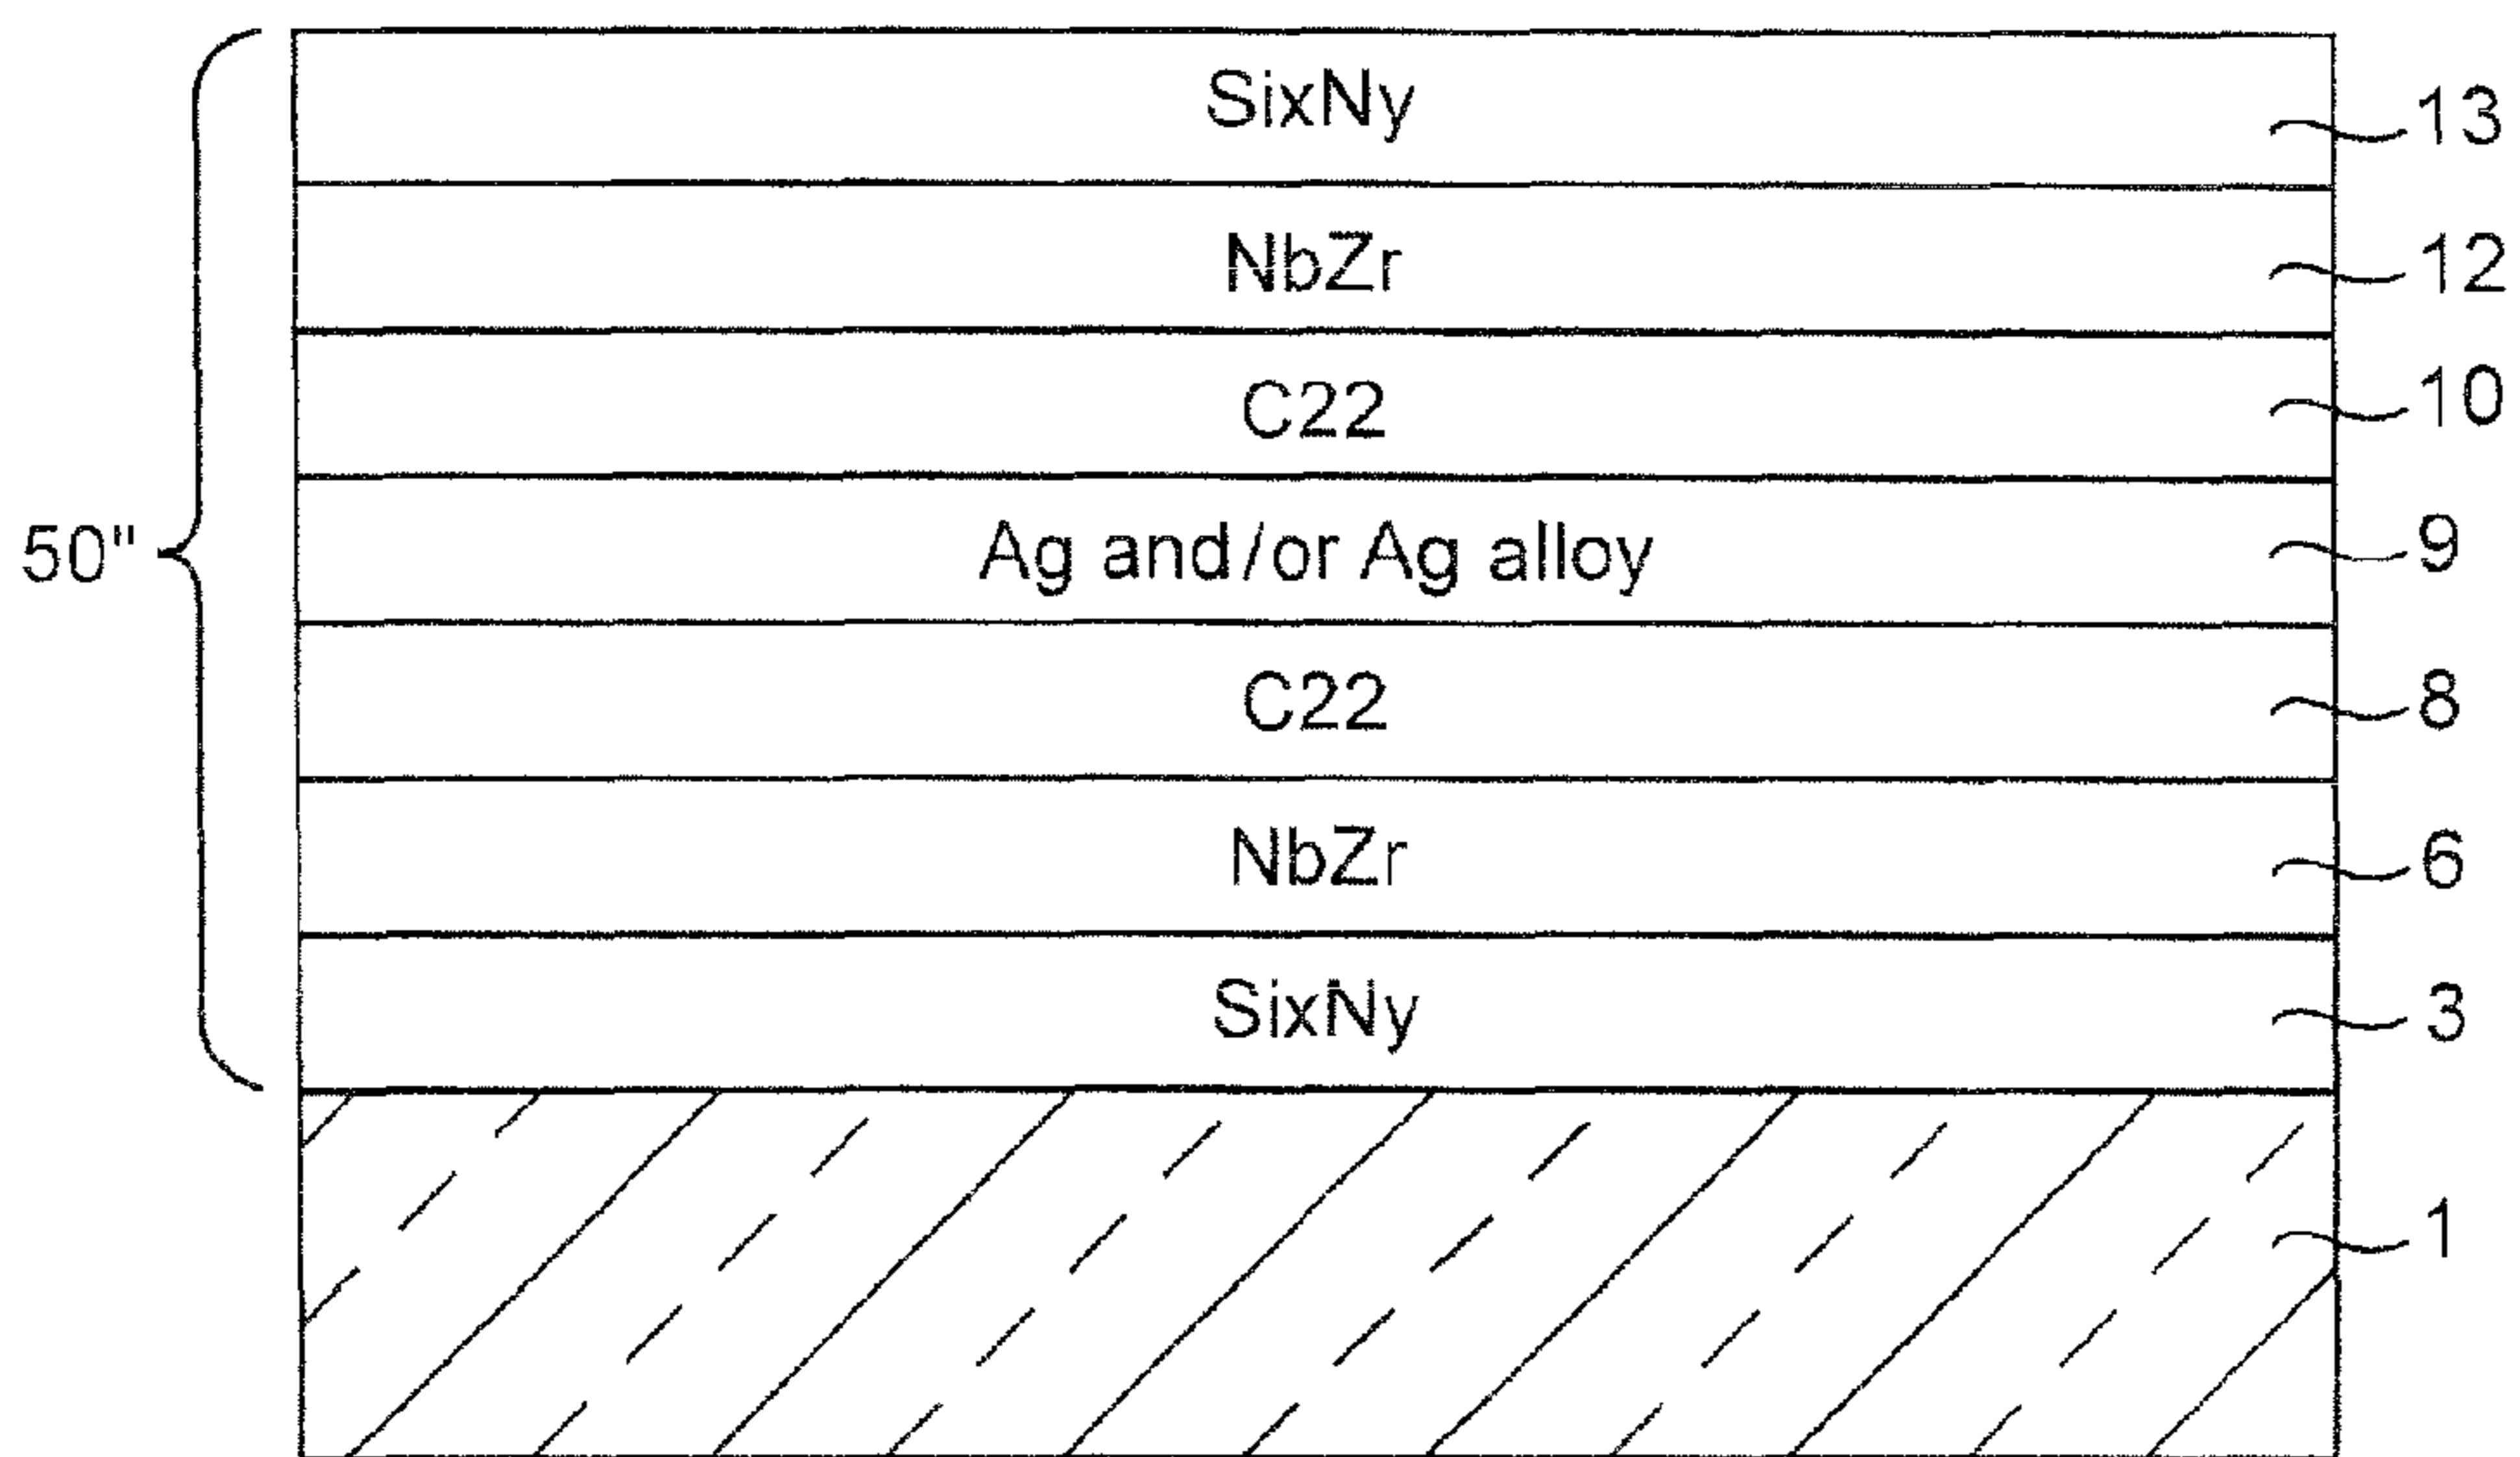 SixNy 13
NbZr 12
C22 10
50" Ag and/or Ag alloy 9
C22 8
NbZr 6
SixNy 3
1